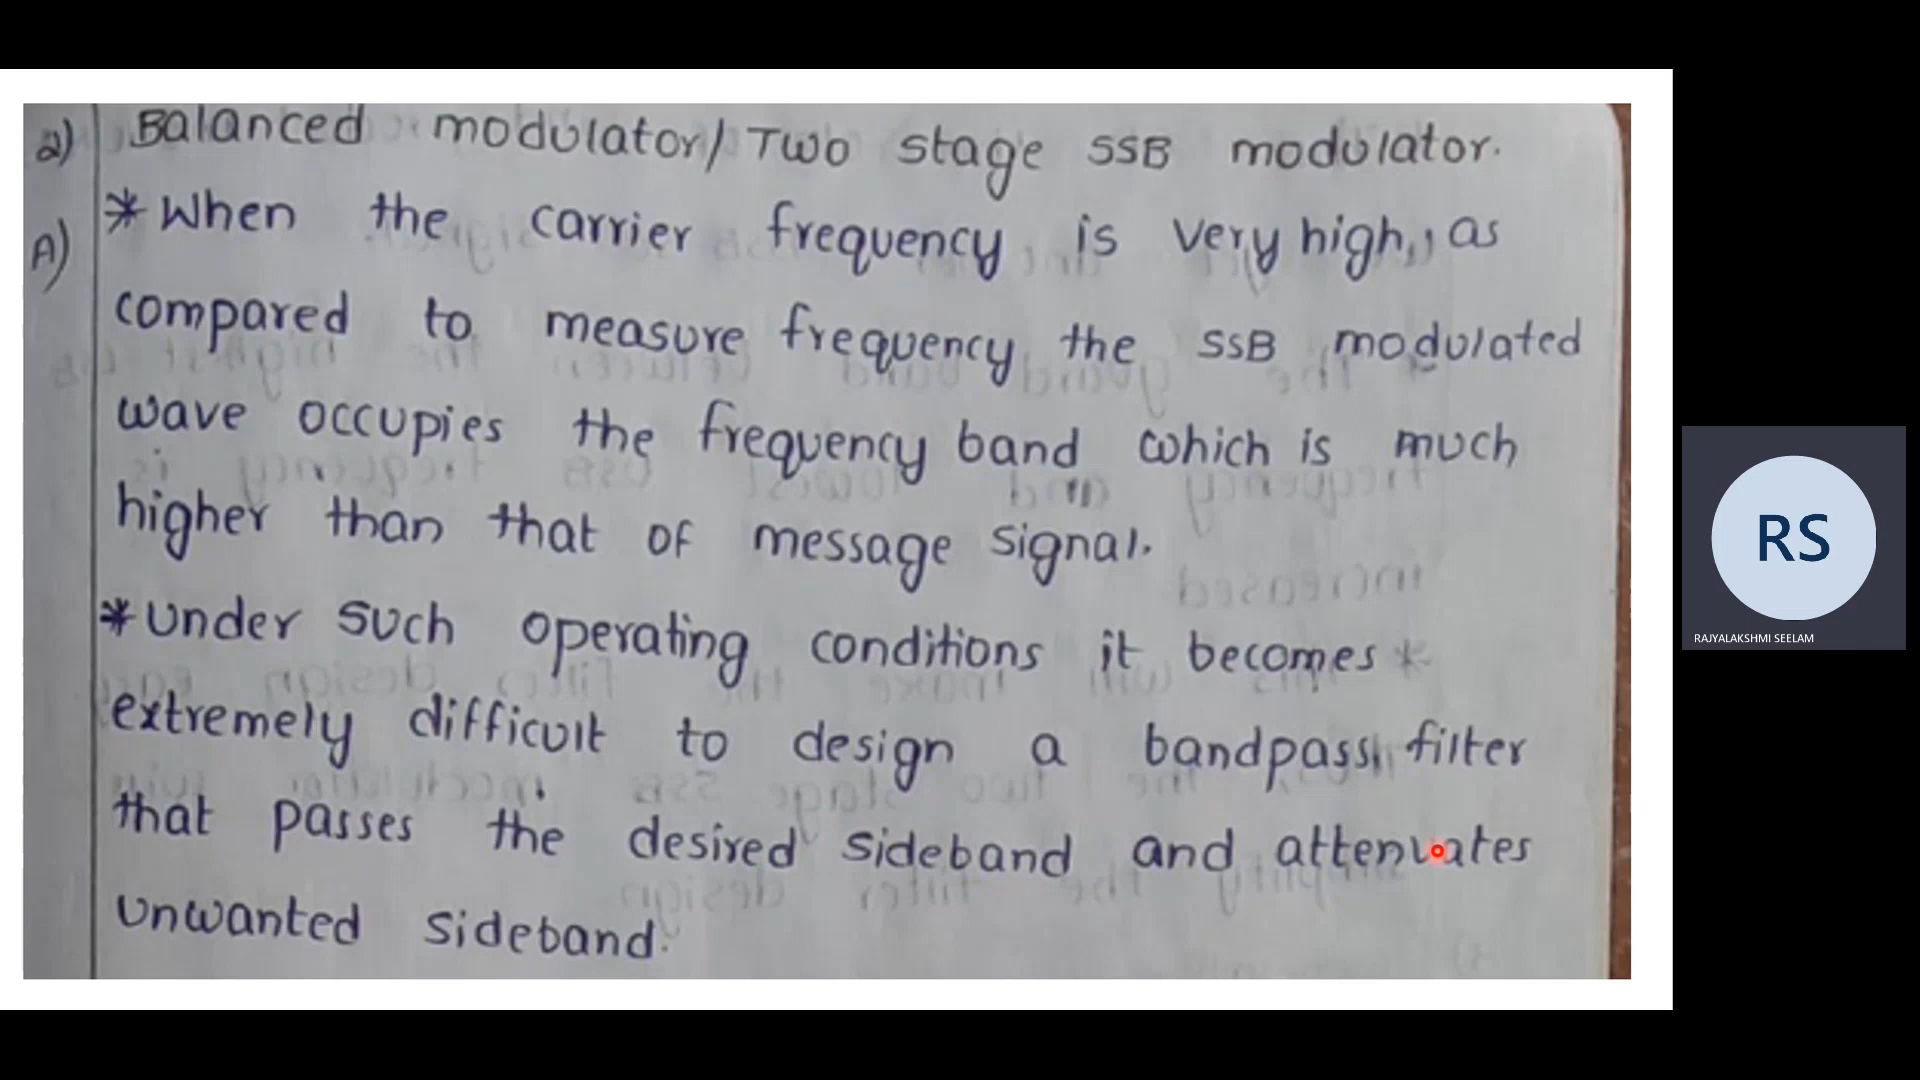 2) Balanced modulator/Two stage SSB modulator.
A) *When the carrier frequency is very high, as
compared to measure frequency the SSB modulated
wave occupies the frequency band which is much
higher than that of message signal.
*Under such operating conditions it becomes
extremely difficult to design a bandpass filter
that passes the desired sideband and attenuates
unwanted sideband.
RS
RAJYALAKSHMI SEELAM